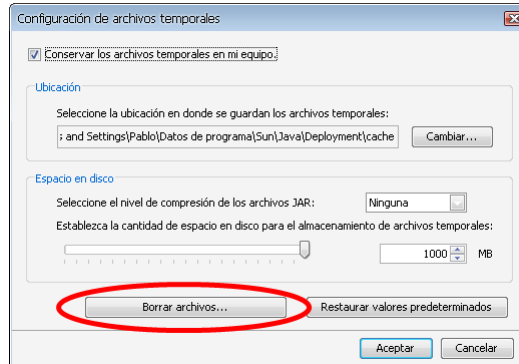 Configuración de archivos temporales
Conservar los archivos temporales en mi equipo.
Ubicación
Seleccione la ubicación en donde se guardan los archivos temporales:
; and Settings\Pablo\Datos de programa\Sun\Java\Deployment\cache
Cambiar...
Espacio en disco
Seleccione el nivel de compresión de los archivos JAR:
Ninguna
Establezca la cantidad de espacio en disco para el almacenamiento de archivos temporales:
1000 MB
Borrar archivos...
Restaurar valores predeterminados
Aceptar
Cancelar